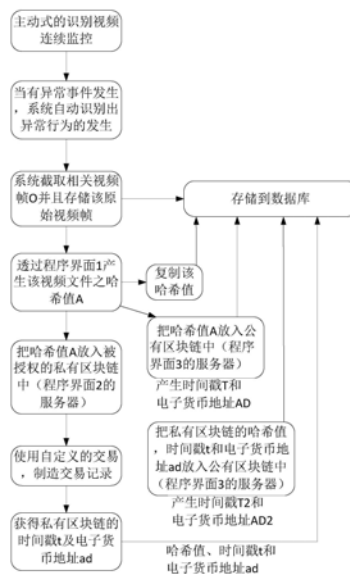 主动式的识别视频
连续监控
当有异常事件发生
，系统自动识别出
异常行为的发生
系统截取相关视频
帧O并且存储该原
始视频帧
存储到数据库
透过程序界面1产
生该视频文件之哈
希值A
复制该
哈希值
把哈希值A放入公
有区块链中（程序
界面3的服务器）
产生时间戳T和
电子货币地址AD
把哈希值A放入被
授权的私有区块链
中（程序界面2的
服务器）
把私有区块链的哈希
值，时间戳t和电子货币地
址ad放入公有区块链中
（程序界面3的服务器）
产生时间戳T2和
电子货币地址AD2
使用自定义的交易
，制造交易记录
获得私有区块链的
时间戳t及电子货币
地址ad
哈希值、时间戳t和
电子货币地址ad